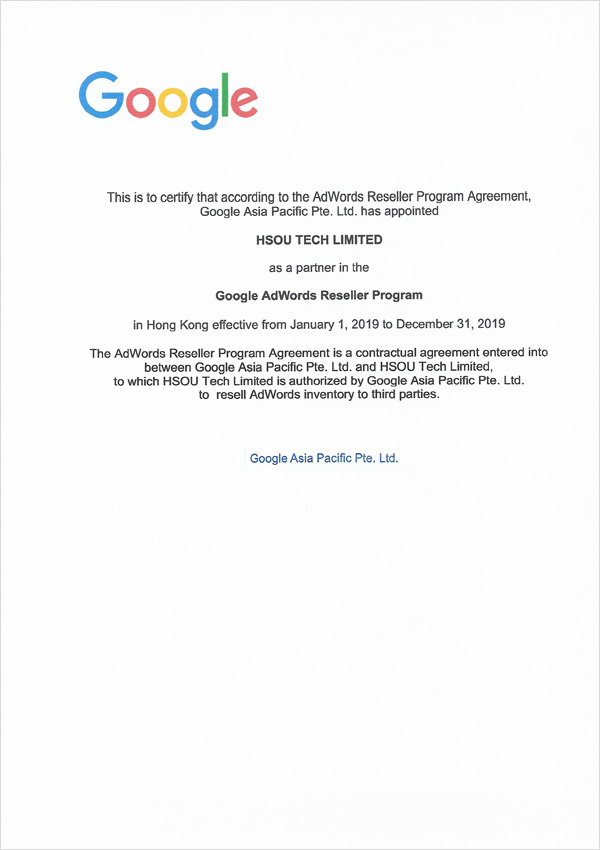 Google
This is to certify that according to the AdWords Reseller Program Agreement,
Google Asia Pacific Pte. Ltd. has appointed
HSOU TECH LIMITED
as a partner in the
Google AdWords Reseller Program
in Hong Kong effective from January 1, 2019 to December 31, 2019
The AdWords Reseller Program Agreement is a contractual agreement entered into
between Google Asia Pacific Pte. Ltd. and HSOU Tech Limited,
to which HSOU Tech Limited is authorized by Google Asia Pacific Pte. Ltd.
to resell AdWords inventory to third parties.
Google Asia Pacific Pte. Ltd.